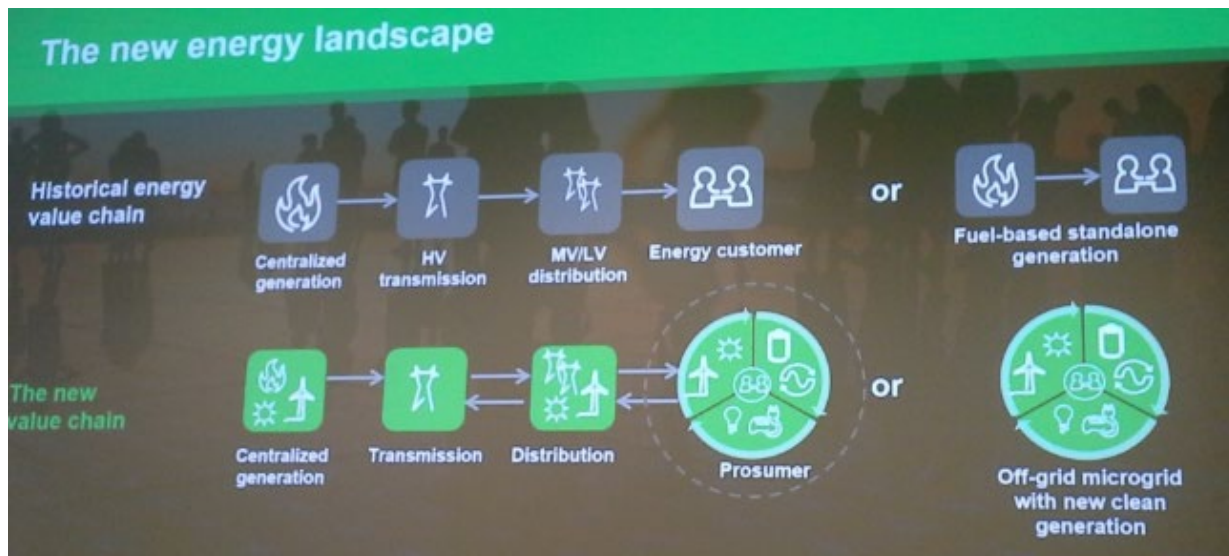 The new energy landscape
Historical energy
value chain
Centralized
generation
HV
transmission
MV/LV
distribution
Energy customer
or
Fuel-based standalone
generation
The new
value chain
Centralized
generation
Transmission
Distribution
Prosumer
or
Off-grid microgrid
with new clean
generation